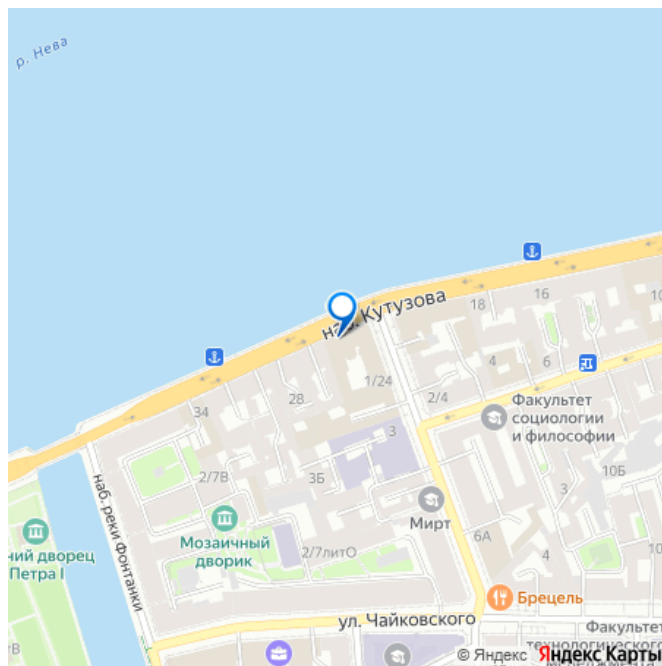 р. Нева
наб. Кутузова
18
16
10
4
6
1/24
2/4
28
34
3
Факультет
социологии
и философии
2/7В
3Б
10Б
3
наб. реки Фонтанки
Мирт
Мозаичный
дворик
2/7литО
6А
4
ний дворец
Петра I
Брецель
ул. Чайковского
Факультет
технологического
тВ
© Яндекс Яндекс Карты